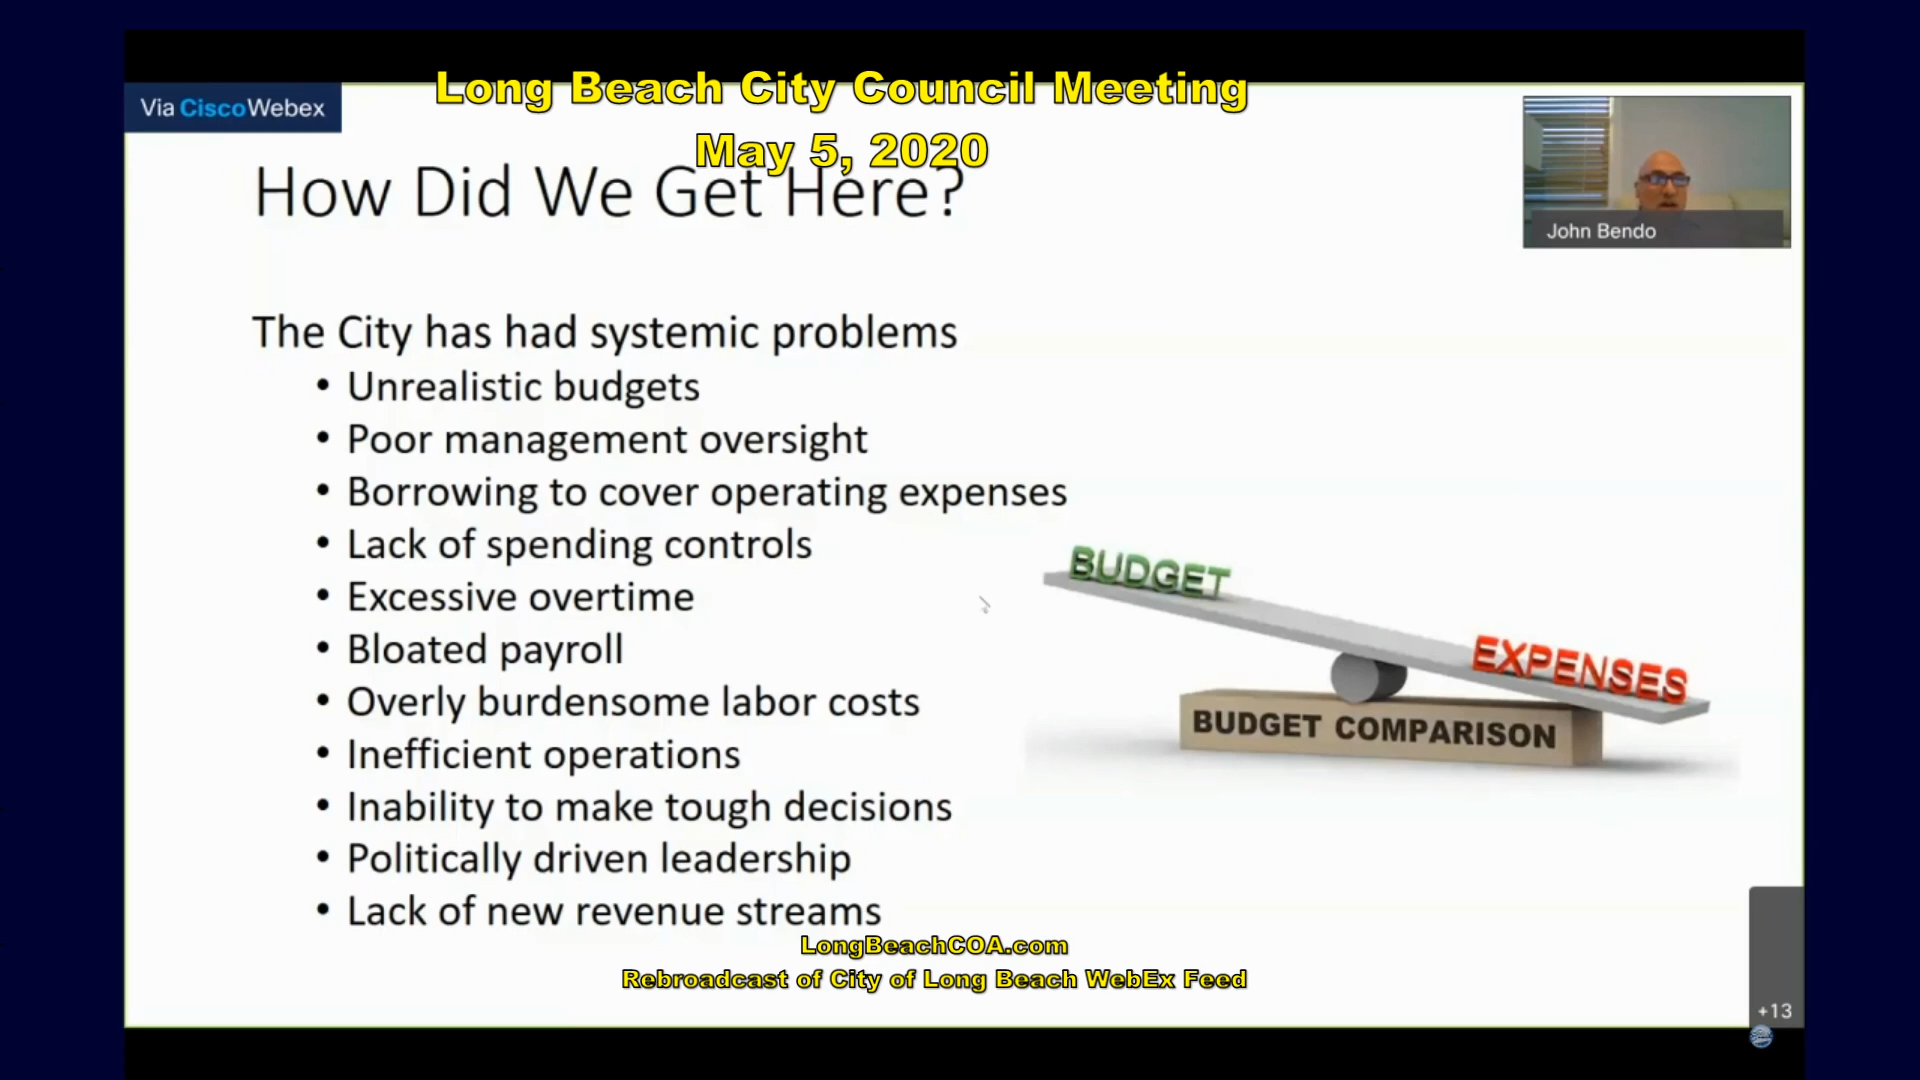 Long Beach City Council Meeting
May 5, 2020
Via Cisco Webex
How Did We Get Here?
John Bendo
The City has had systemic problems
• Unrealistic budgets
• Poor management oversight
• Borrowing to cover operating expenses
• Lack of spending controls
• Excessive overtime
• Bloated payroll
• Overly burdensome labor costs
• Inefficient operations
• Inability to make tough decisions
• Politically driven leadership
• Lack of new revenue streams
BUDGET
EXPENSES
BUDGET COMPARISON
LongBeachCOA.com
Rebroadcast of City of Long Beach WebEx Feed
+13